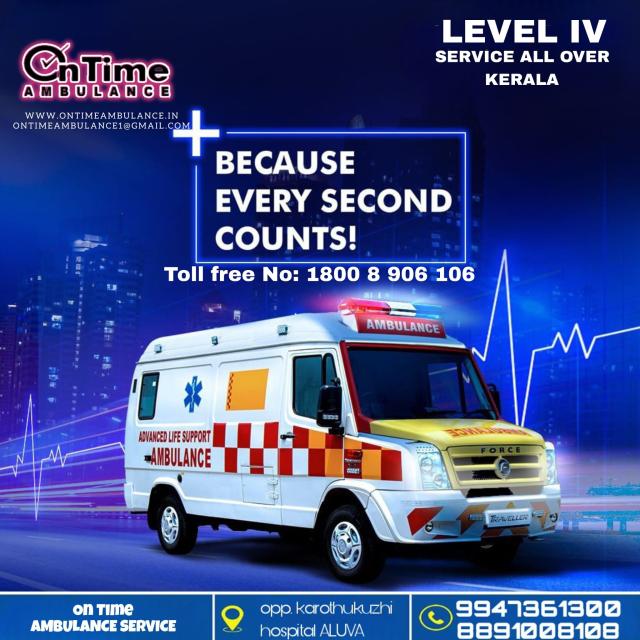 OnTime
AMBULANCE
WWW.ONTIMEAMBULANCE.IN
ONTIMEAMBULANCE1@GMAIL.COM
LEVEL IV
SERVICE ALL OVER
KERALA
BECAUSE
EVERY SECOND
COUNTS!
Toll free No: 1800 8 906 106
AMBULANCE
ADVANCED LIFE SUPPORT
AMBULANCE
FORCE
TRAVELLER
On Time
AMBULANCE SERVICE
opp. karothukuzhi
hospital ALUVA
9947361300
8891008108